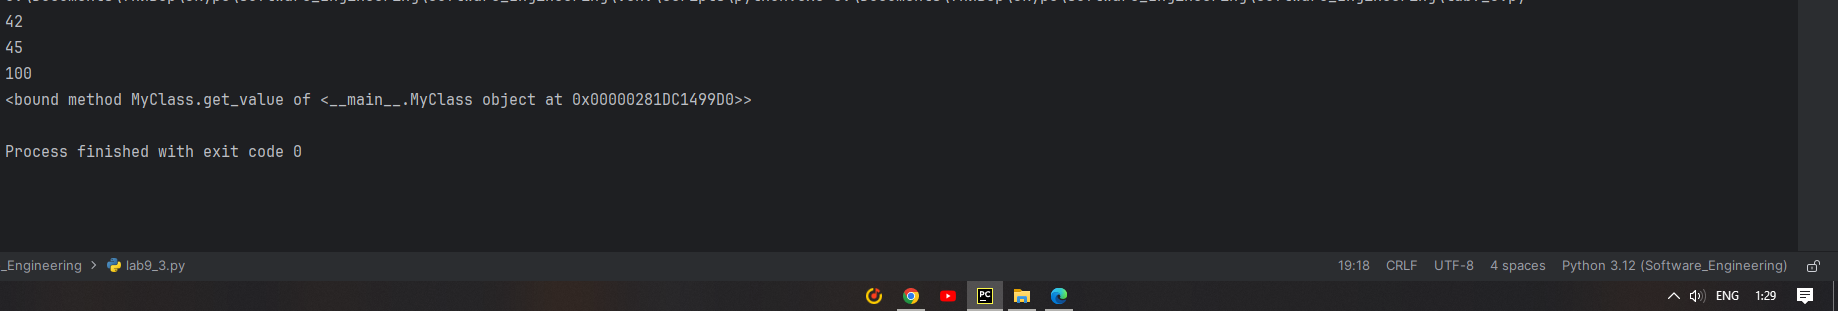 42
45
100
<bound method MyClass.get_value of <__main__.MyClass object at 0x00000281DC1499D0>>
Process finished with exit code 0
_Engineering > lab9_3.py
19:18 CRLF UTF-8 4 spaces Python 3.12 (Software_Engineering)
PC ENG 1:29